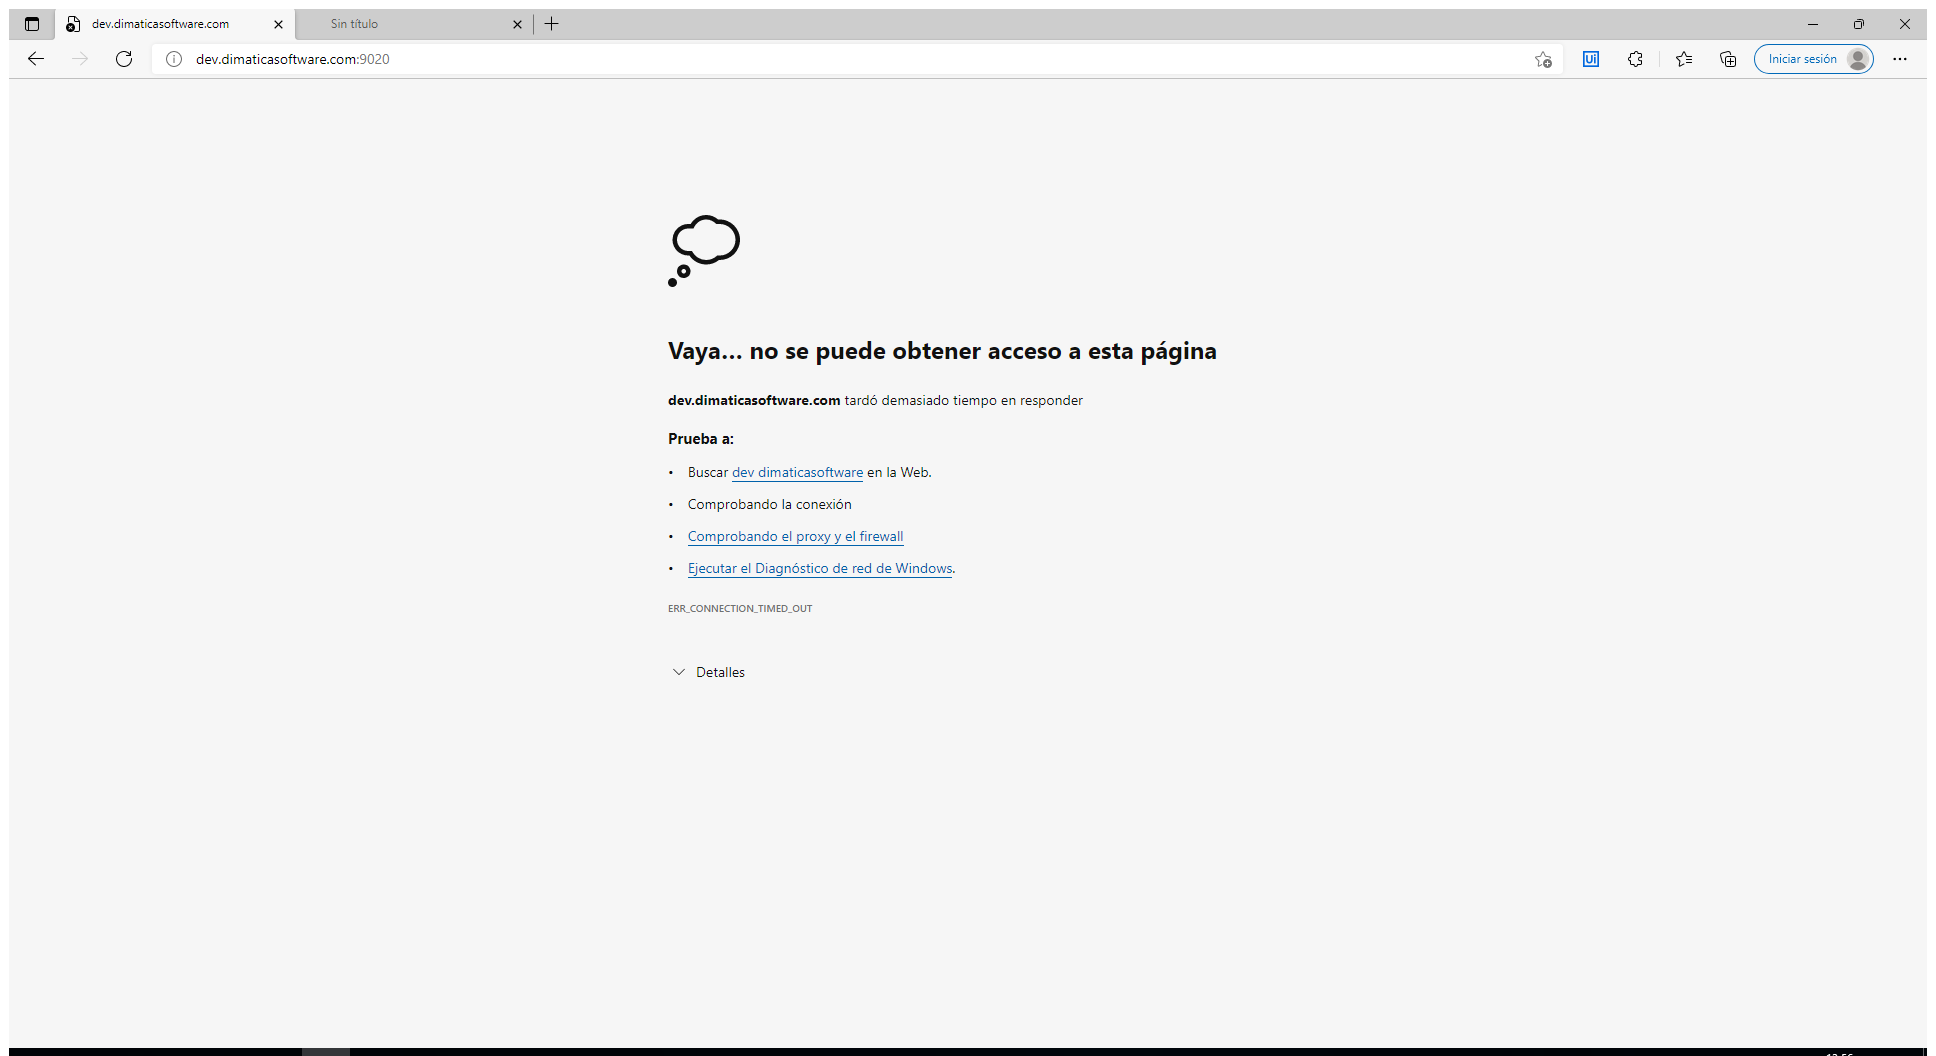 dev.dimaticasoftware.com
Sin título
dev.dimaticasoftware.com:9020
Ui
Iniciar sesión
Vaya... no se puede obtener acceso a esta página
dev.dimaticasoftware.com tardó demasiado tiempo en responder
Prueba a:
• Buscar dev dimaticasoftware en la Web.
• Comprobando la conexión
• Comprobando el proxy y el firewall
• Ejecutar el Diagnóstico de red de Windows.
ERR_CONNECTION_TIMED_OUT
Detalles